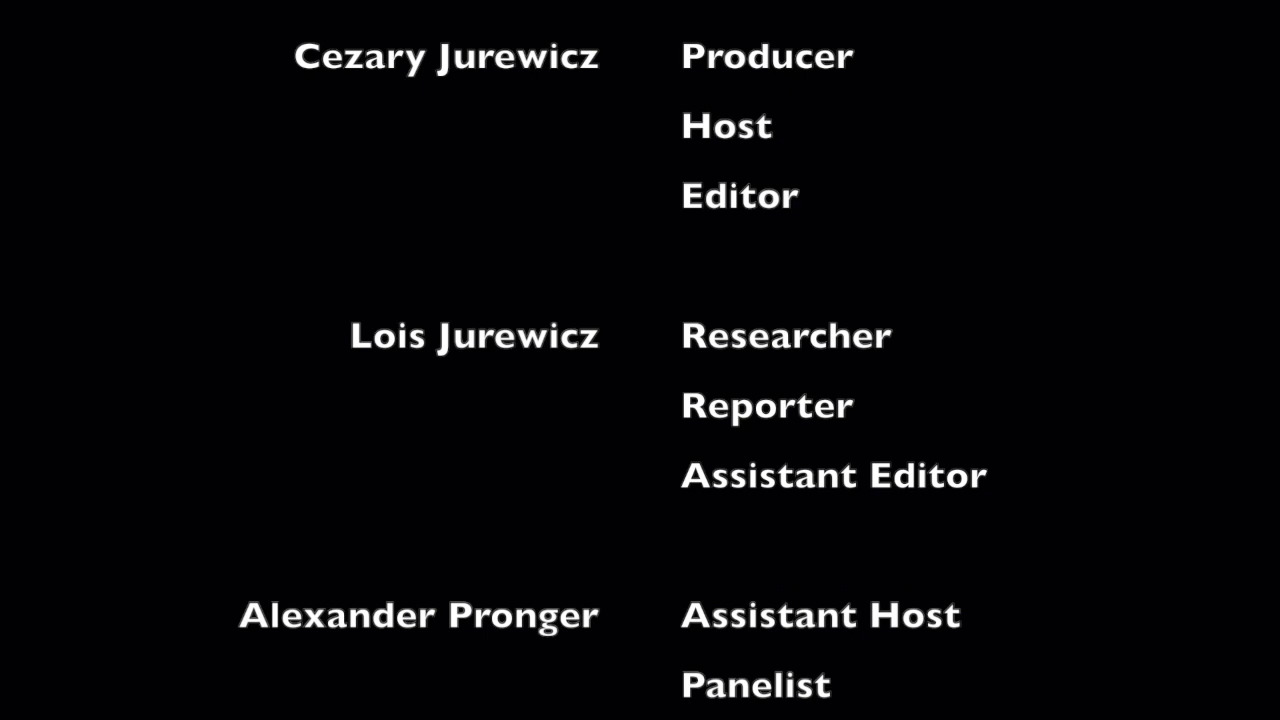 Cezary Jurewicz Producer
Host
Editor
Lois Jurewicz Researcher
Reporter
Assistant Editor
Alexander Pronger Assistant Host
Panelist